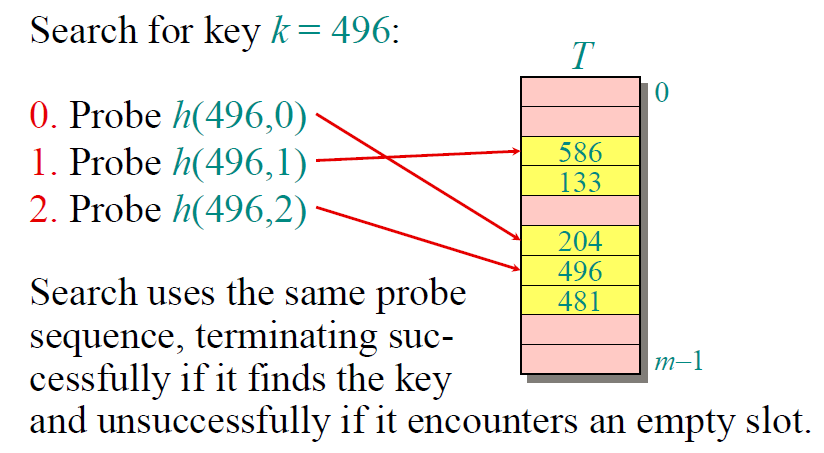 Search for key k = 496:
T
0
0. Probe h(496,0)
1. Probe h(496,1)
2. Probe h(496,2)
586
133
204
496
481
m–1
Search uses the same probe
sequence, terminating suc-
cessfully if it finds the key
and unsuccessfully if it encounters an empty slot.